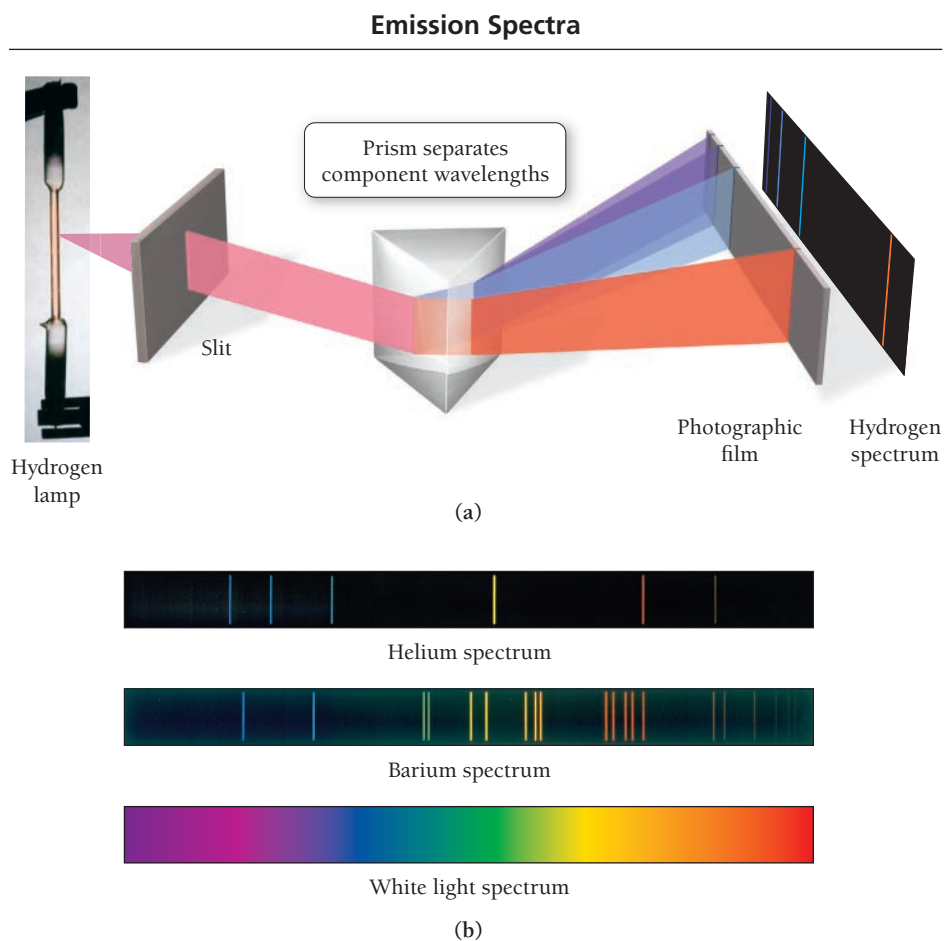 Emission Spectra
Prism separates
component wavelengths
Slit
Hydrogen
lamp
Photographic
film
Hydrogen
spectrum
(a)
Helium spectrum
Barium spectrum
White light spectrum
(b)